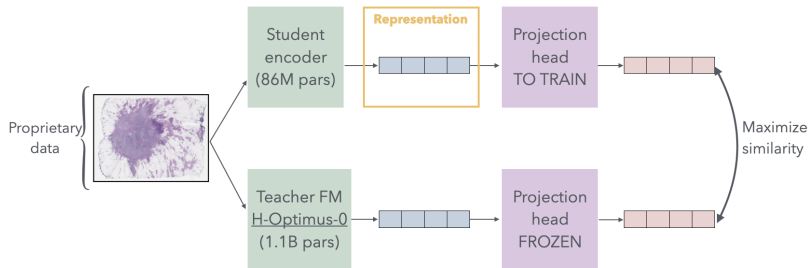 Representation
Student
encoder
(86M pars)
Projection
head
TO TRAIN
Proprietary
data
Maximize
similarity
Teacher FM
H-Optimus-0
(1.1B pars)
Projection
head
FROZEN